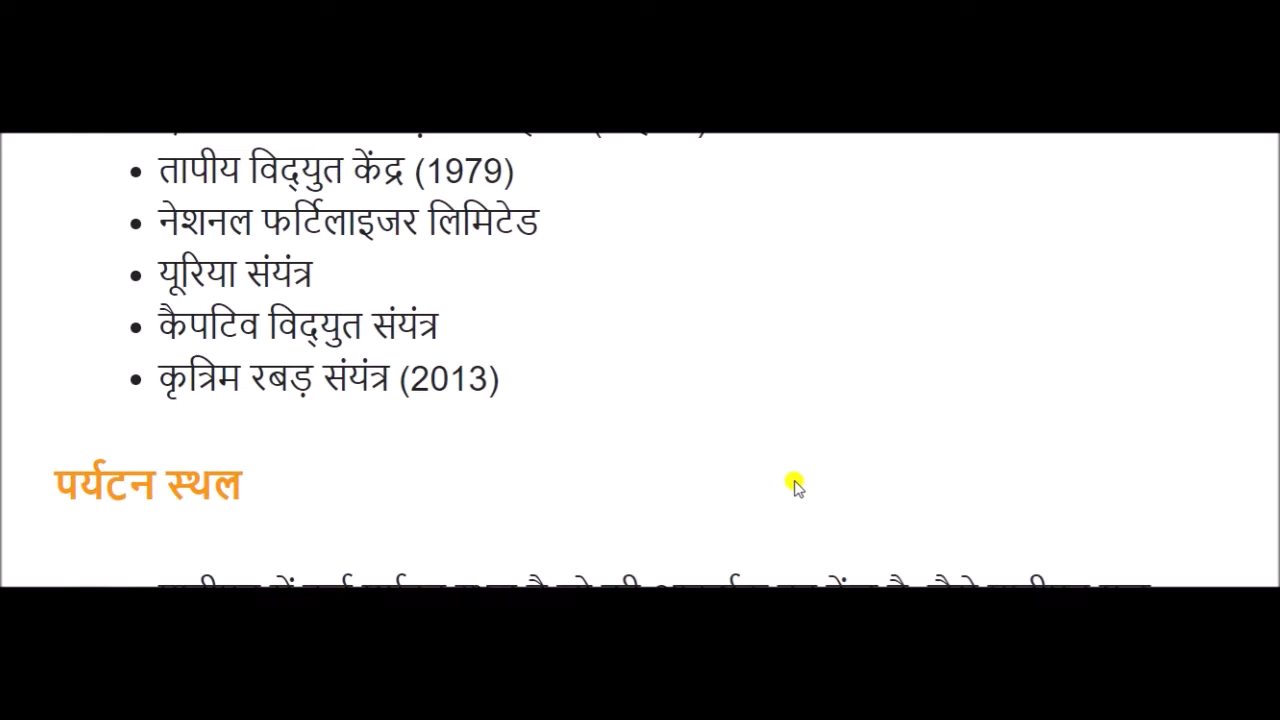 • तापीय विद्युत केंद्र (1979)
• नेशनल फर्टिलाइजर लिमिटेड
• यूरिया संयंत्र
• कैपटिव विद्युत संयंत्र
• कृत्रिम रबड़ संयंत्र (2013)
पर्यटन स्थल